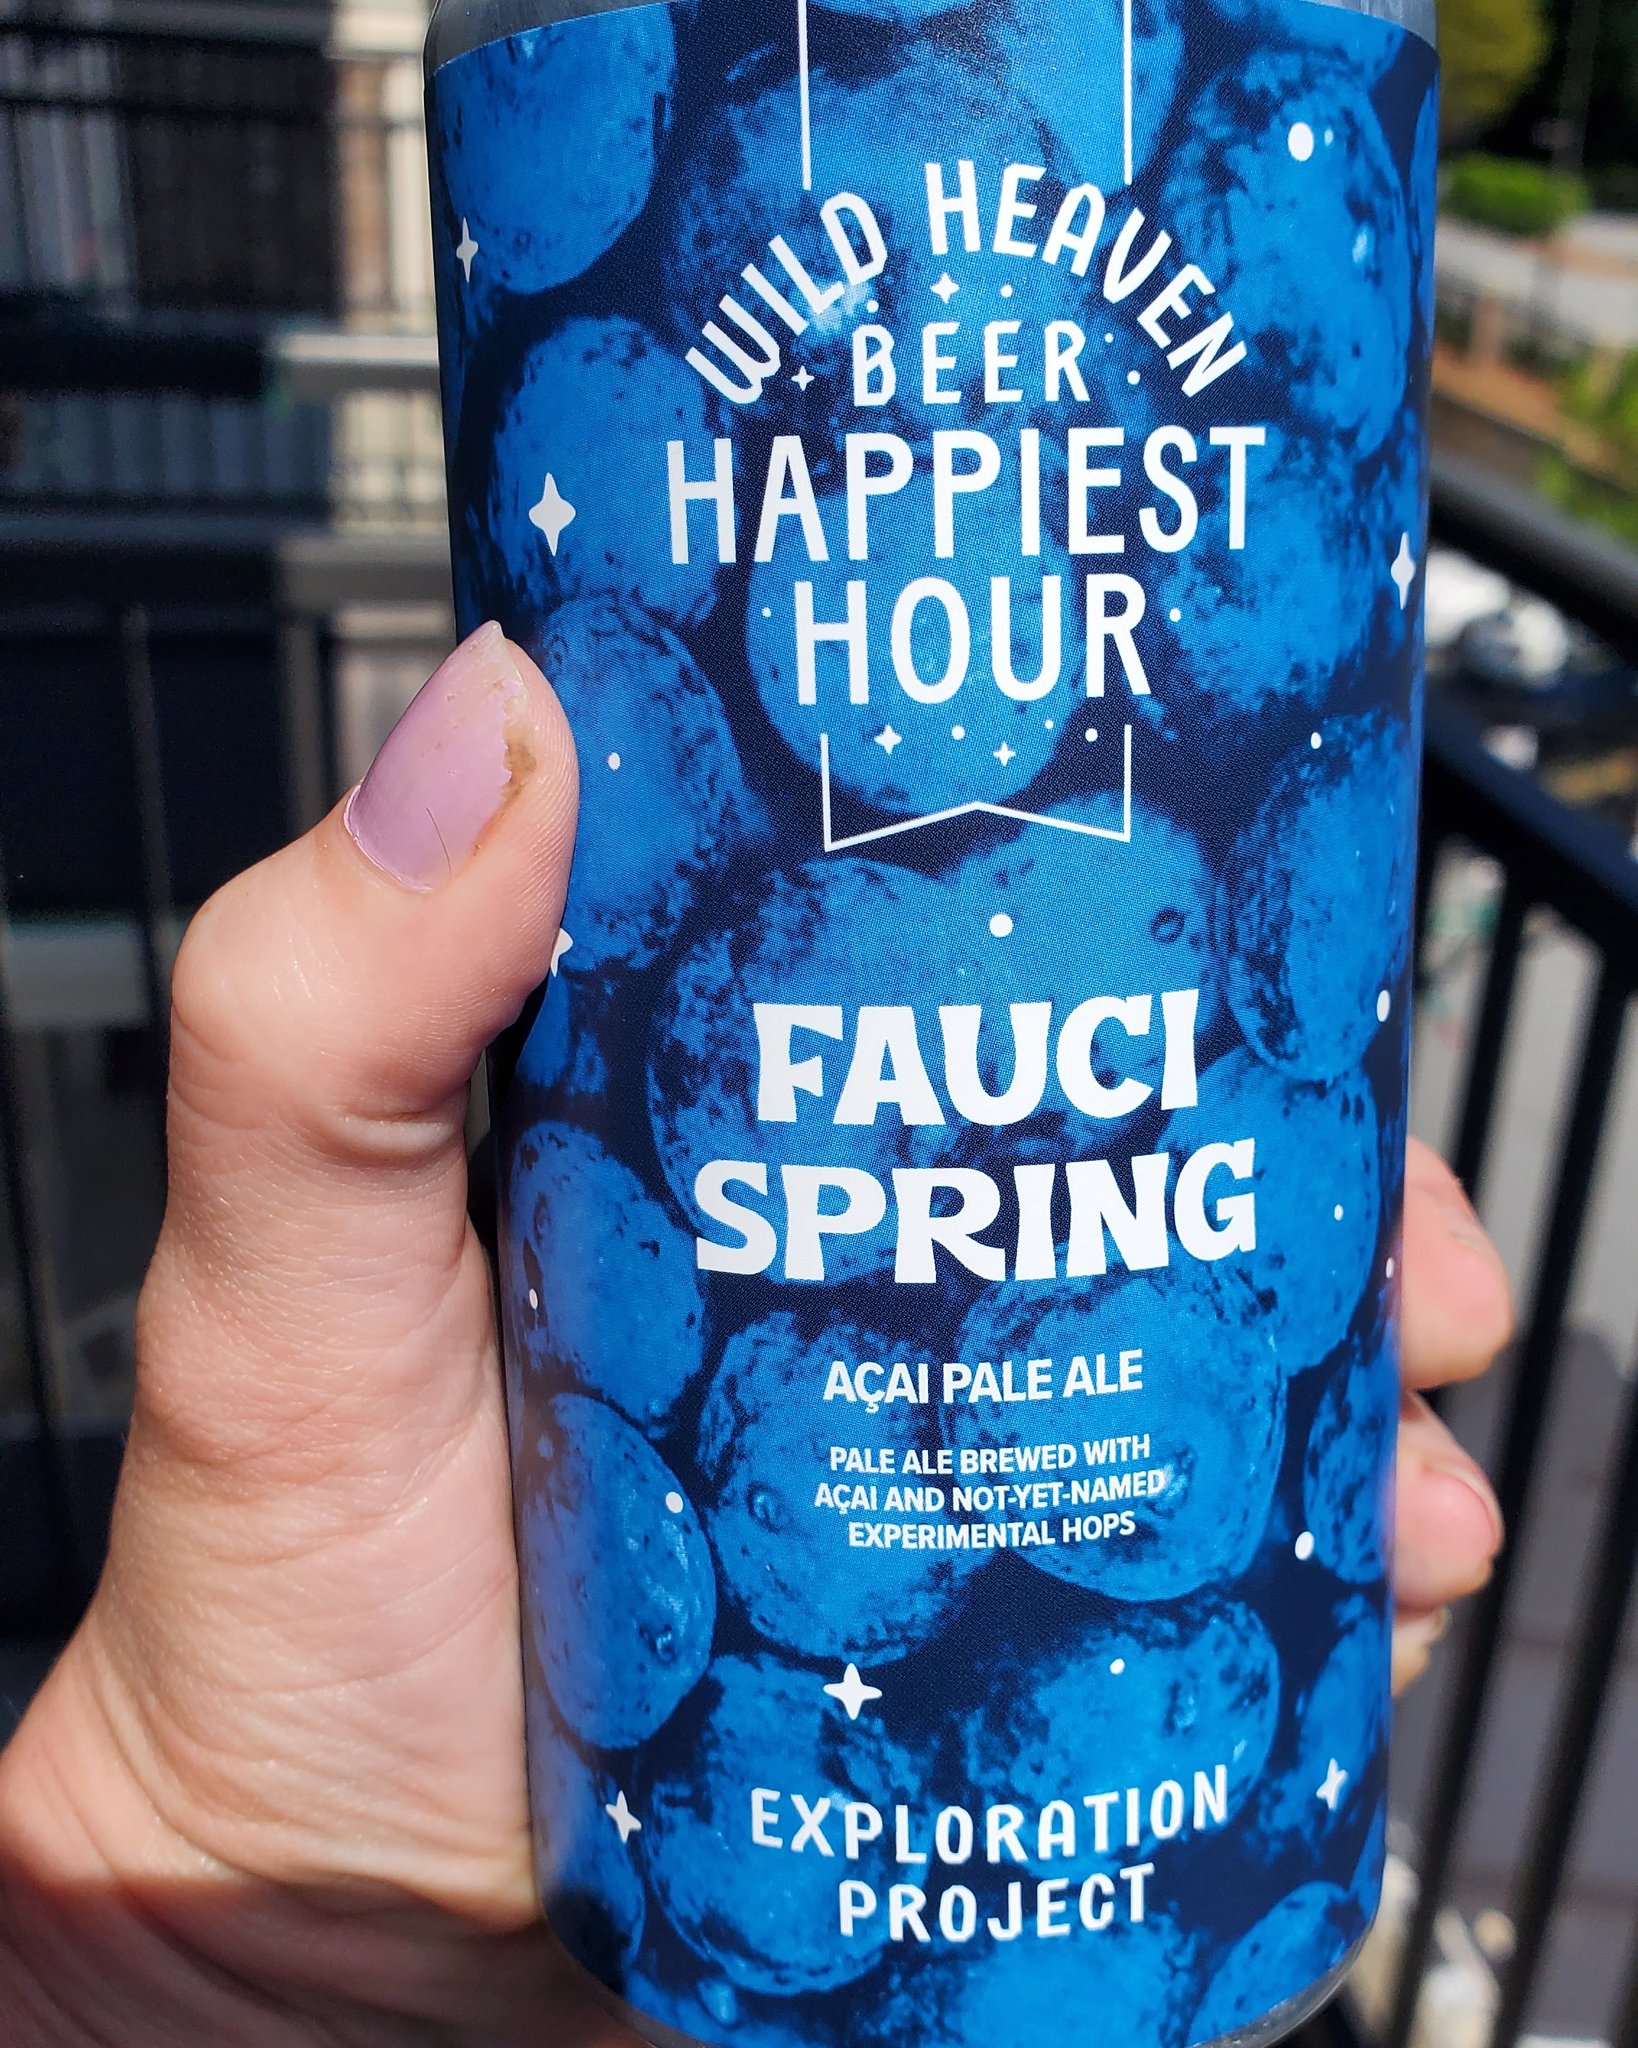 WILD HEAVEN
BEER
HAPPIEST
HOUR
FAUCI
SPRING
AÇAI PALE ALE
PALE ALE BREWED WITH
AÇAI AND NOT-YET-NAMED
EXPERIMENTAL HOPS
EXPLORATION
PROJECT